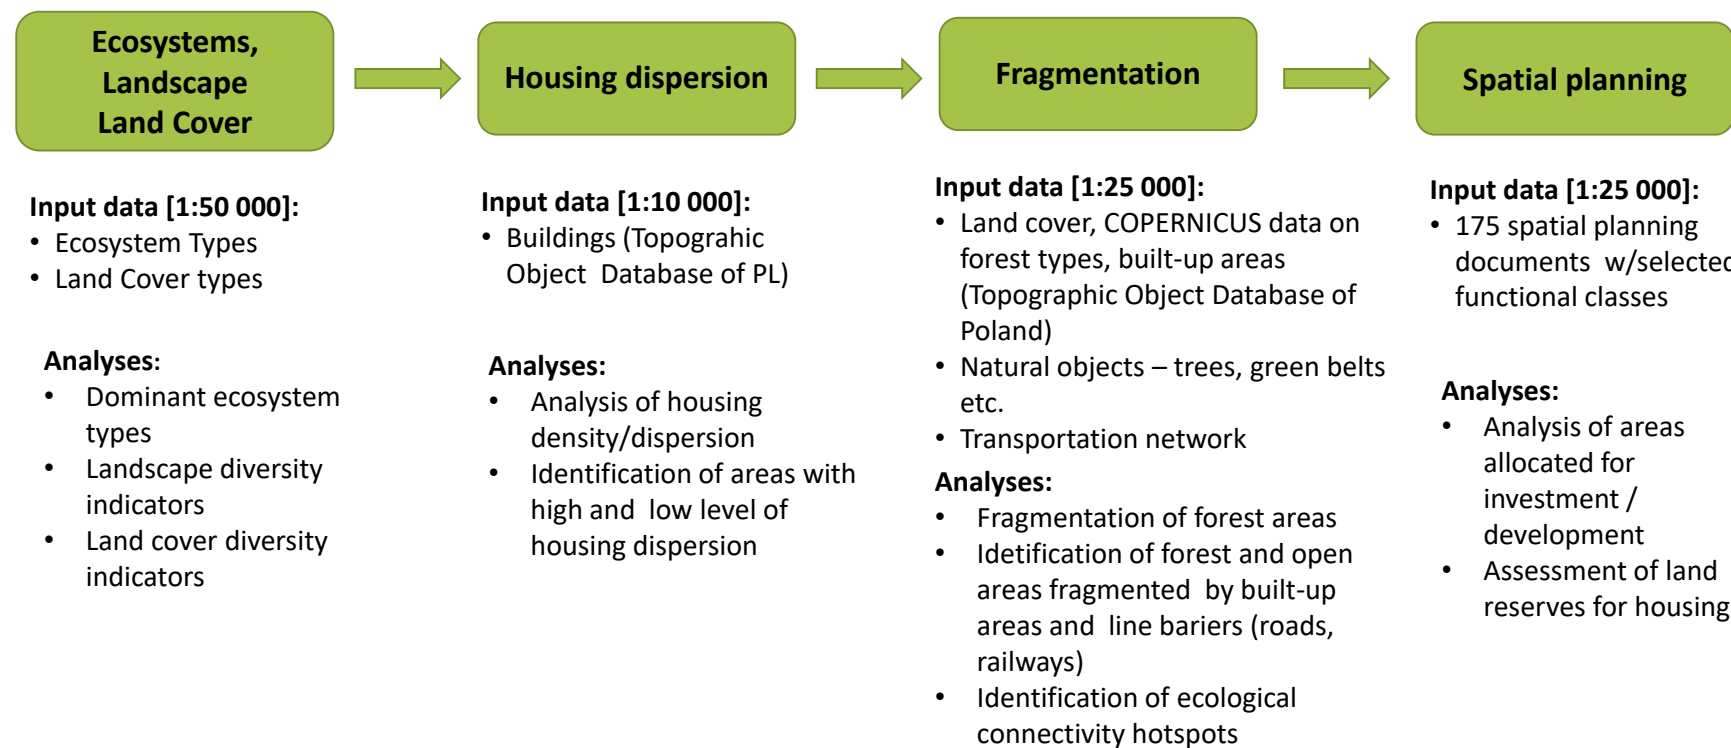 Ecosystems,
Landscape
Land Cover
Input data [1:50 000]:
• Ecosystem Types
• Land Cover types
Analyses:
• Dominant ecosystem
types
• Landscape diversity
indicators
• Land cover diversity
indicators
Housing dispersion
Input data [1:10 000]:
• Buildings (Topograhic
Object Database of PL)
Analyses:
• Analysis of housing
density/dispersion
• Identification of areas with
high and low level of
housing dispersion
Fragmentation
Input data [1:25 000]:
• Land cover, COPERNICUS data on
forest types, built-up areas
(Topographic Object Database of
Poland)
• Natural objects – trees, green belts
etc.
• Transportation network
Analyses:
• Fragmentation of forest areas
• Idetification of forest and open
areas fragmented by built-up
areas and line bariers (roads,
railways)
• Identification of ecological
connectivity hotspots
Spatial planning
Input data [1:25 000]:
• 175 spatial planning
documents w/selected
functional classes
Analyses:
• Analysis of areas
allocated for
investment /
development
• Assessment of land
reserves for housing